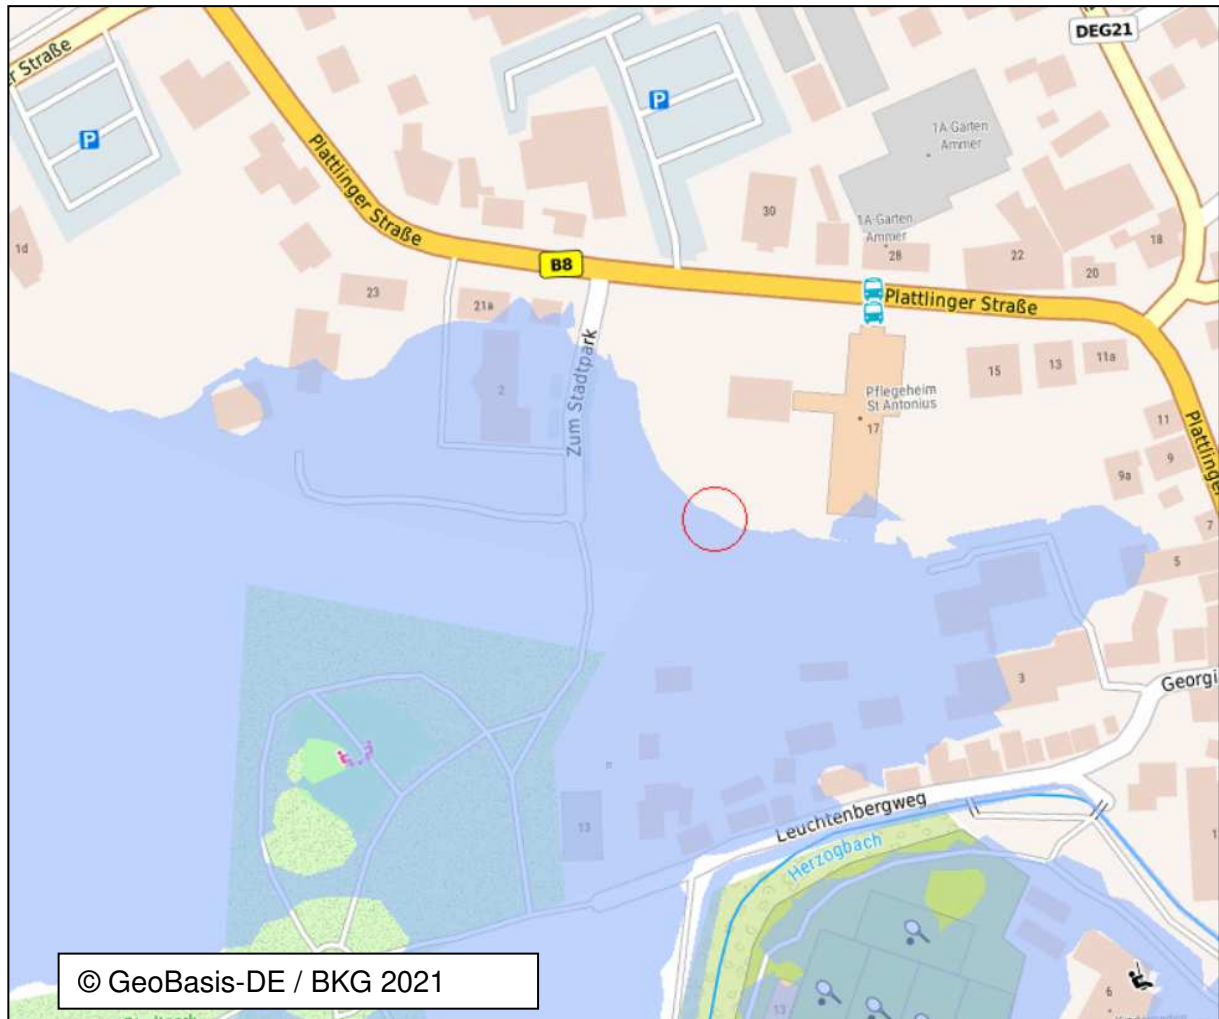 er Straße
DEG21
P
P
1A-Garten
Ammer
Plattlinger Straße
30
1A-Garten
Ammer
1d
18
28
22
20
B8
23
21a
Plattlinger Straße
Zum Stadtpark
2
15
13
11a
Pflegeheim
St Antonius
17
11
Plattlinger
9
9a
7
5
3
Georgi
13
Leuchtenbergweg
Herzogbach
© GeoBasis-DE / BKG 2021
13
6